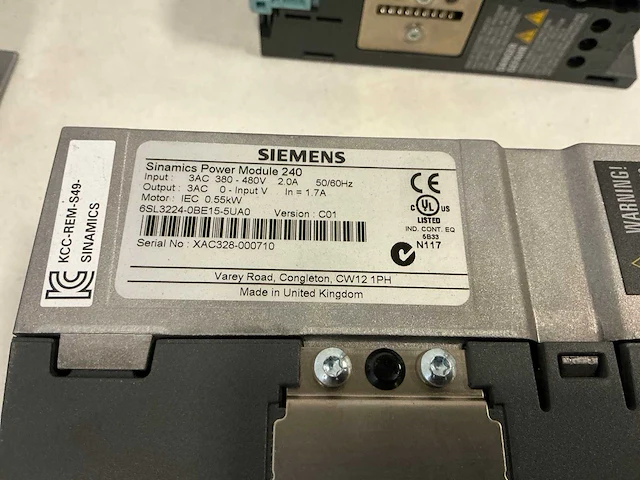 SIEMENS
Sinamics Power Module 240
Input : 3AC 380 - 480V 2.0A 50/60Hz
Output : 3AC 0 - Input V In = 1.7A
Motor : IEC 0.55kW
6SL3224-0BE15-5UA0 Version : C01
Serial No : XAC328-000710
CE
C UL US
LISTED
IND. CONT. EQ
5B33
N117
Varey Road, Congleton, CW12 1PH
Made in United Kingdom
KCC-REM-S49-
SINAMICS
WARNING!